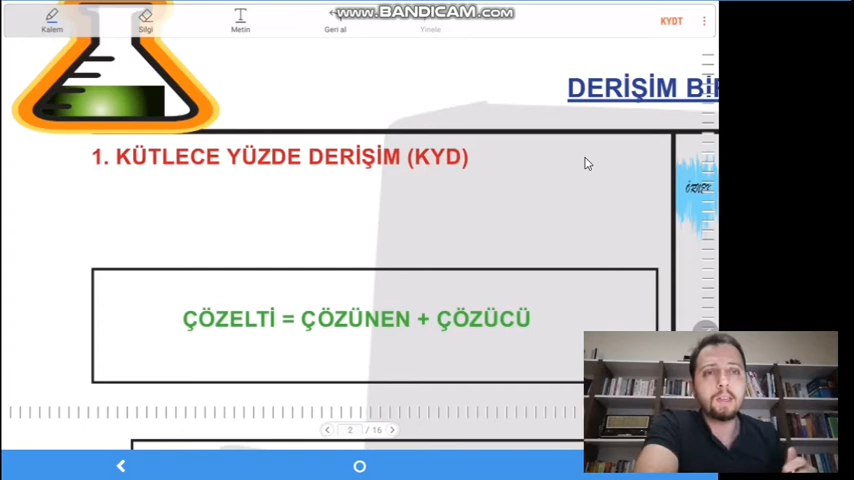 www.BANDICAM.com
Kalem
Silgi
Metin
Geri al
Yinele
KYDT
DERİŞİM Bİ
1. KÜTLECE YÜZDE DERİŞİM (KYD)
ÖRNEK
ÇÖZELTİ = ÇÖZÜNEN + ÇÖZÜCÜ
2 / 16